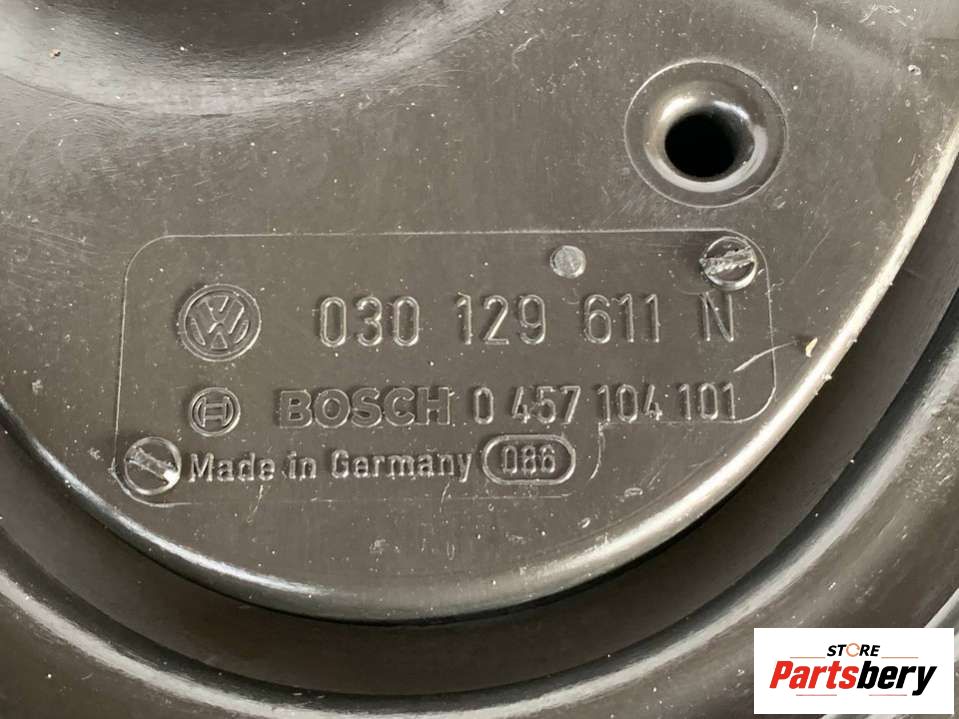 030 129 611 N
BOSCH 0 457 104 101
Made in Germany 086
STORE
Partsbery